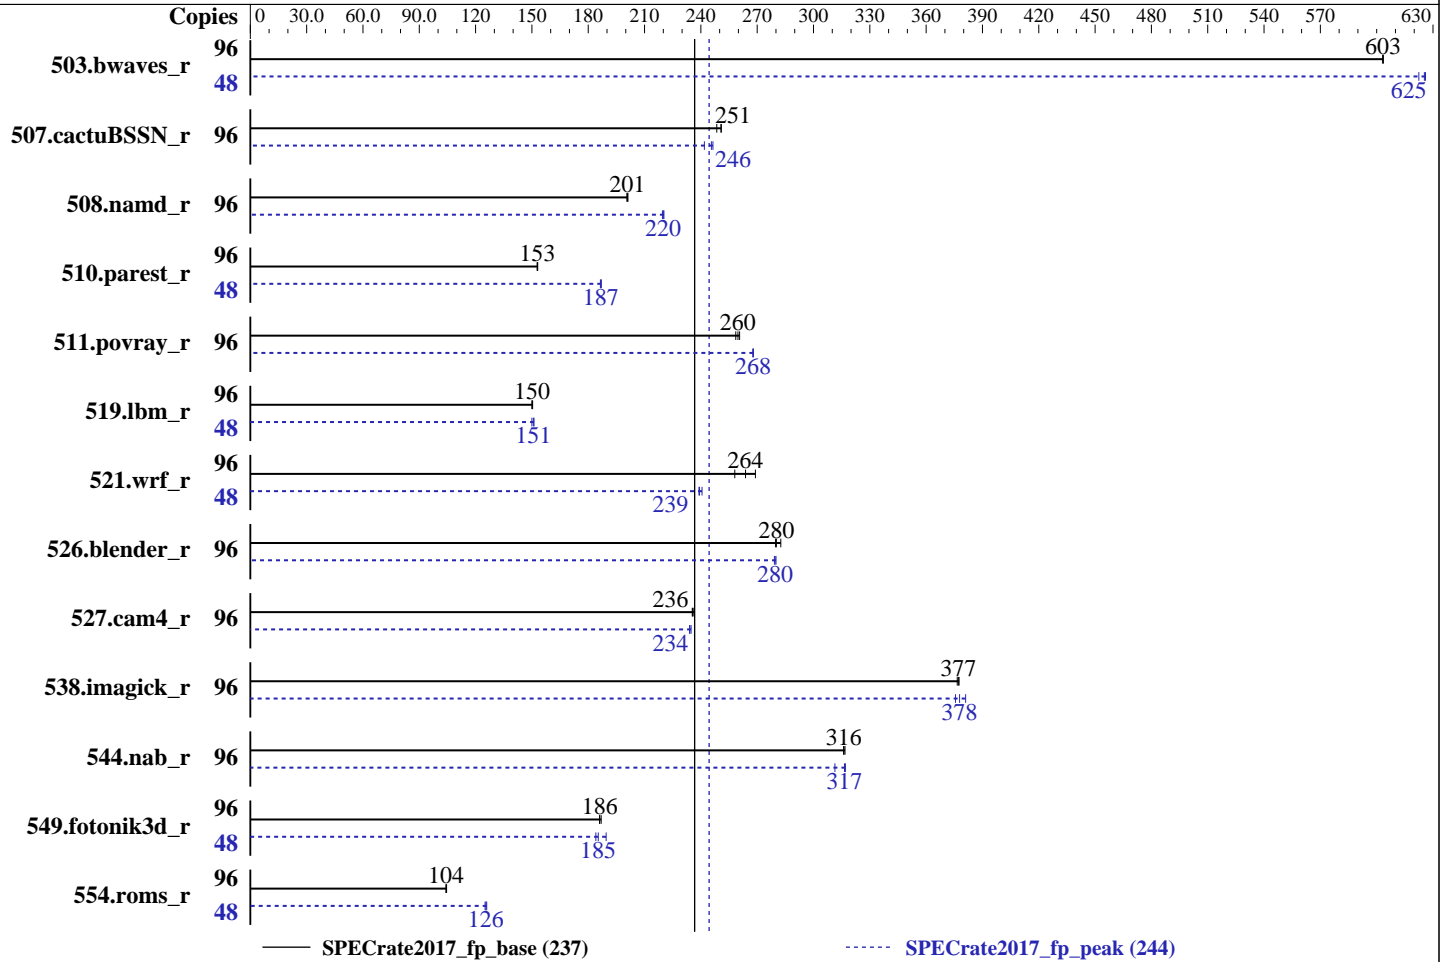 Copies 0 30.0 60.0 90.0 120 150 180 210 240 270 300 330 360 390 420 450 480 510 540 570 630
503.bwaves_r 96 603
48 625
507.cactuBSSN_r 96 251
246
508.namd_r 96 201
220
510.parest_r 96 153
48 187
511.povray_r 96 260
268
519.lbm_r 96 150
48 151
521.wrf_r 96 264
48 239
526.blender_r 96 280
280
527.cam4_r 96 236
234
538.imagick_r 96 377
378
544.nab_r 96 316
317
549.fotonik3d_r 96 186
48 185
554.roms_r 96 104
48 126
SPECrate2017_fp_base (237) SPECrate2017_fp_peak (244)